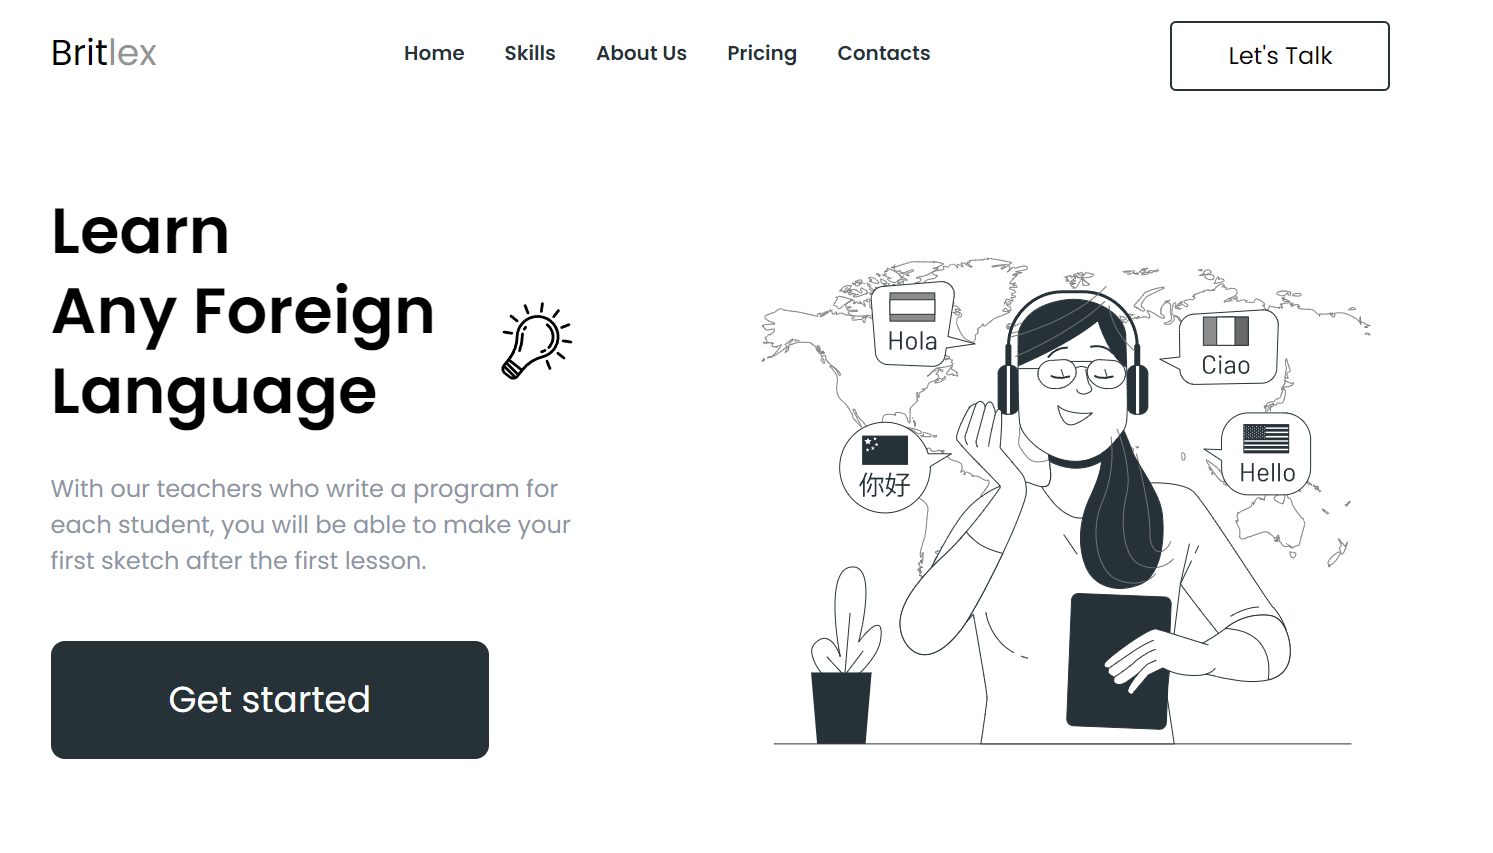 Britlex
Home Skills About Us Pricing Contacts
Let's Talk
Learn
Any Foreign
Language
With our teachers who write a program for
each student, you will be able to make your
first sketch after the first lesson.
Get started
Hola
Ciao
你好
Hello